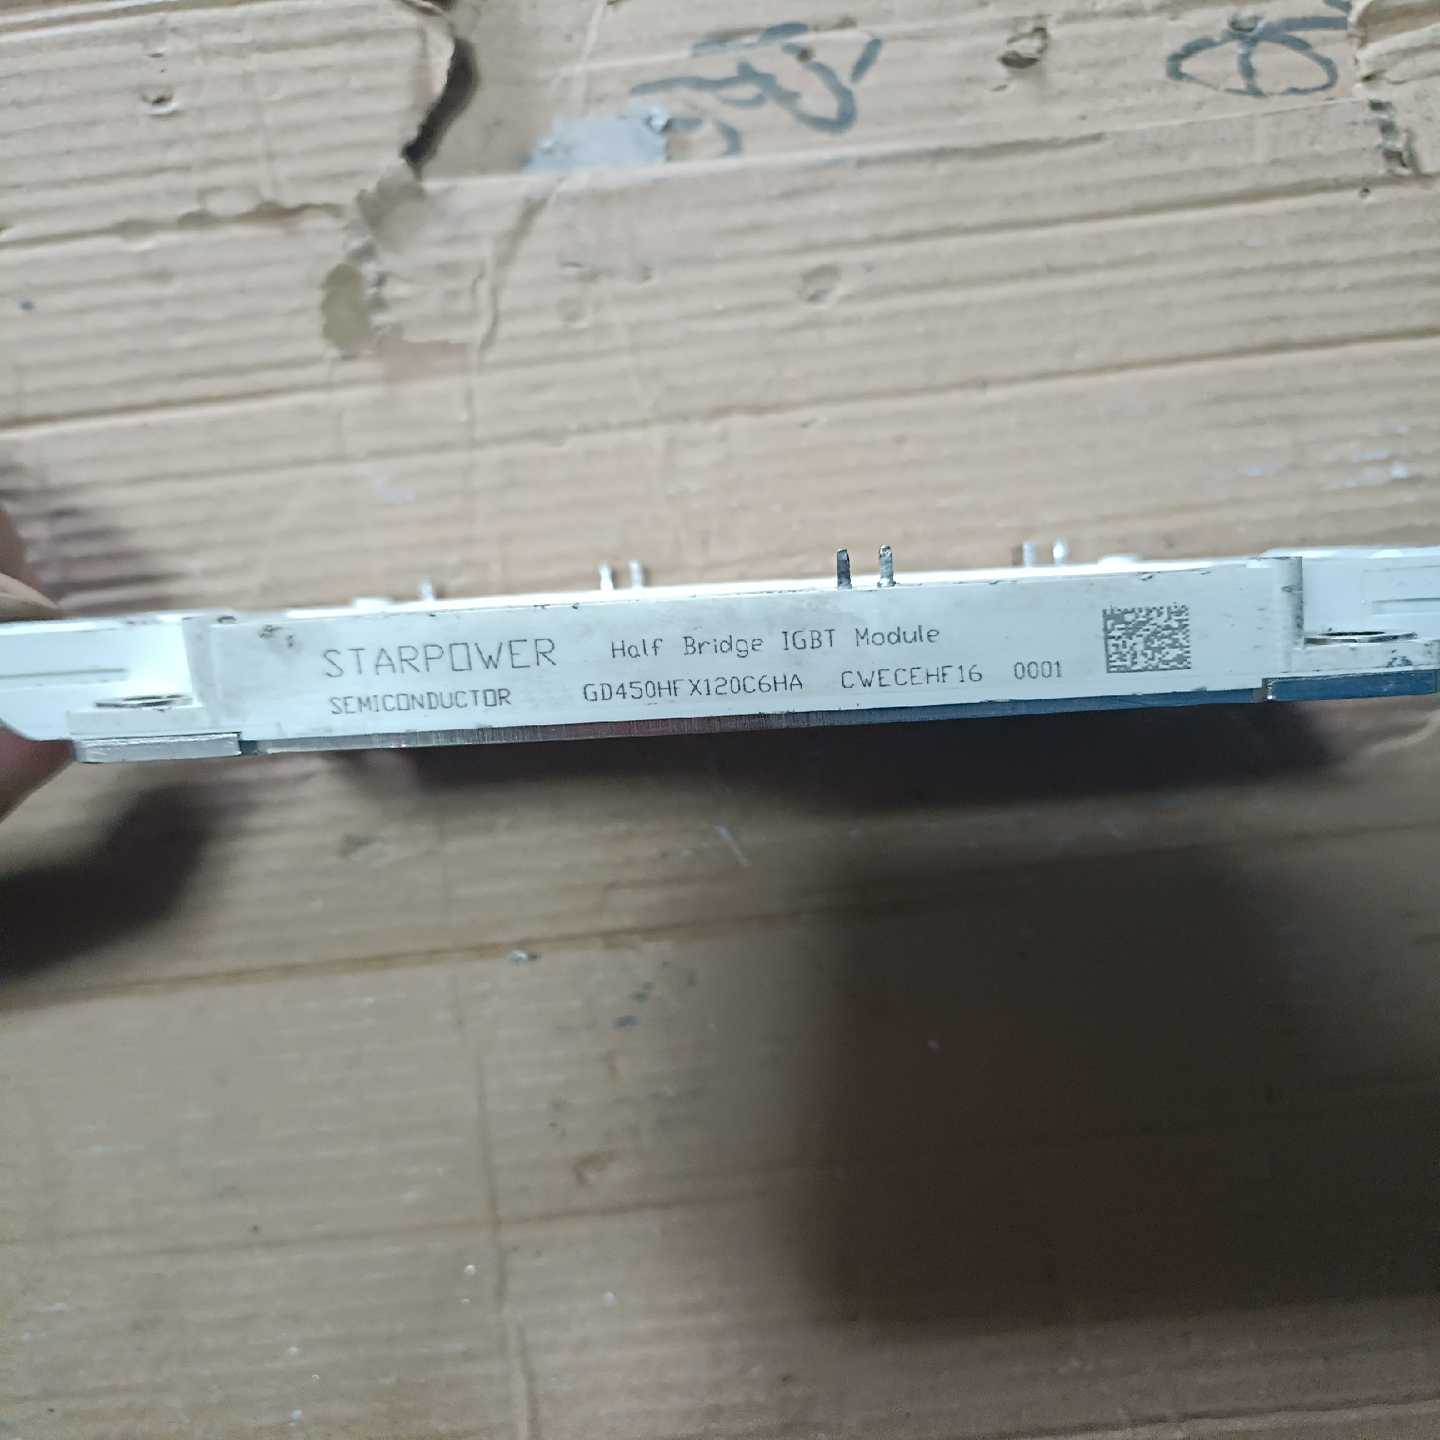 STARPOWER Half Bridge IGBT Module
SEMICONDUCTOR GD450HFX120C6HA CWECEHF16 0001